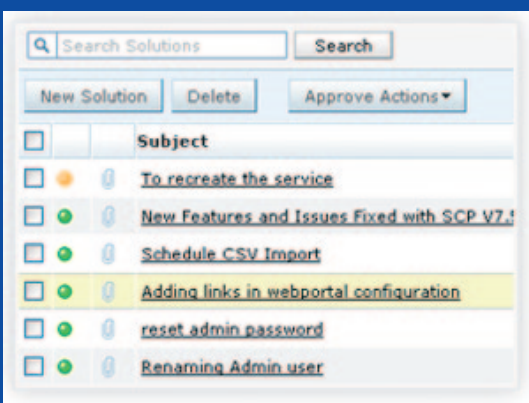 Search Solutions Search
New Solution Delete Approve Actions
Subject
To recreate the service
New Features and Issues Fixed with SCP V7.
Schedule CSV Import
Adding links in webportal configuration
reset admin password
Renaming Admin user